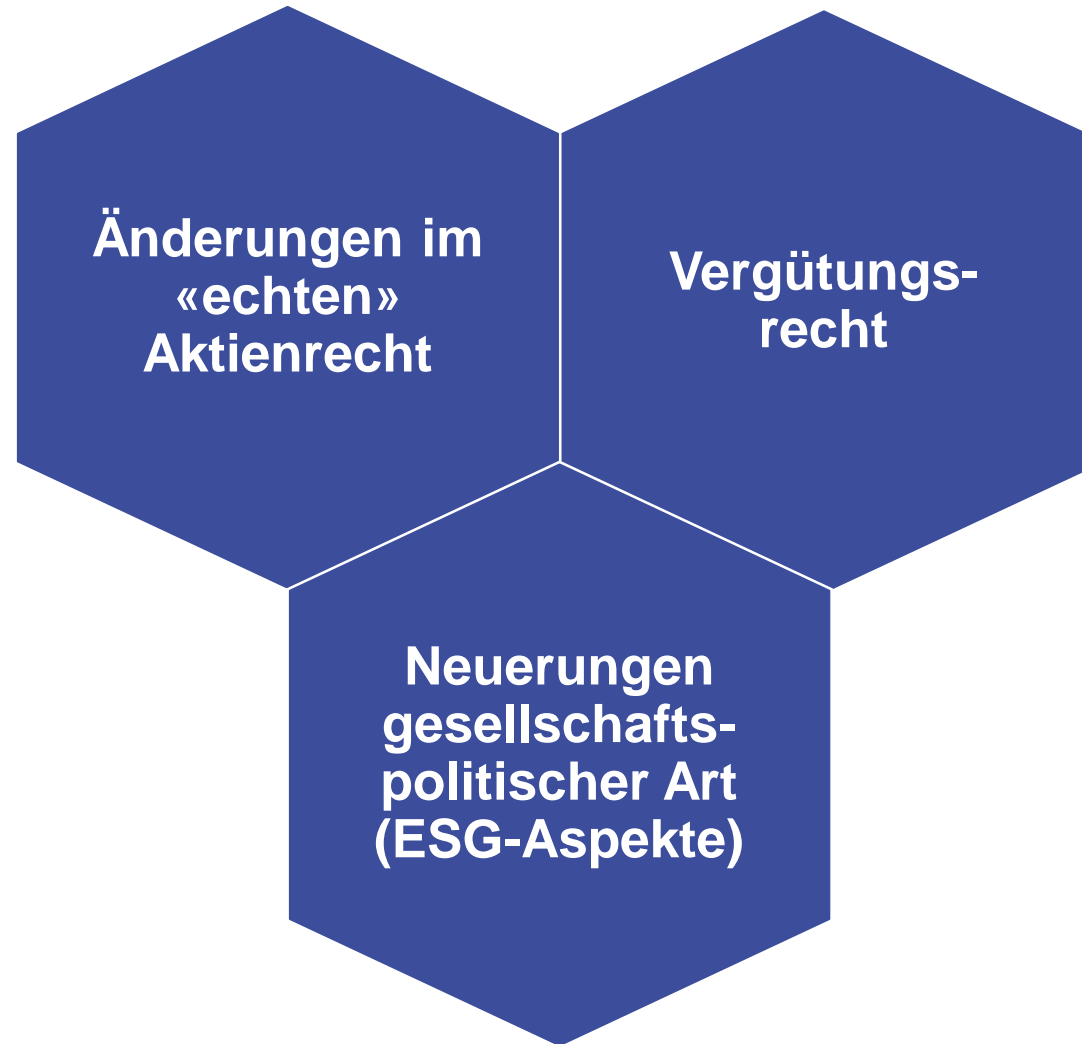 Änderungen im
«echten»
Aktienrecht
Vergütungs-
recht
Neuerungen
gesellschafts-
politischer Art
(ESG-Aspekte)